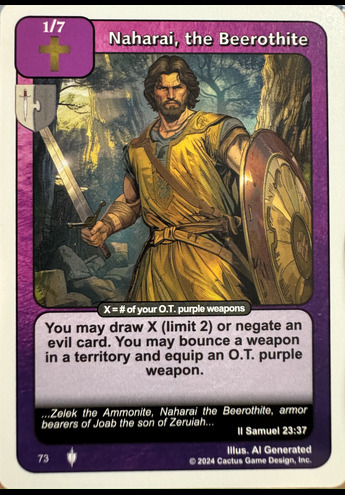 1/7
Naharai, the Beerothite
X = # of your O.T. purple weapons
You may draw X (limit 2) or negate an
evil card. You may bounce a weapon
in a territory and equip an O.T. purple
weapon.
...Zelek the Ammonite, Naharai the Beerothite, armor
bearers of Joab the son of Zeruiah...
II Samuel 23:37
Illus. AI Generated
73
© 2024 Cactus Game Design, Inc.